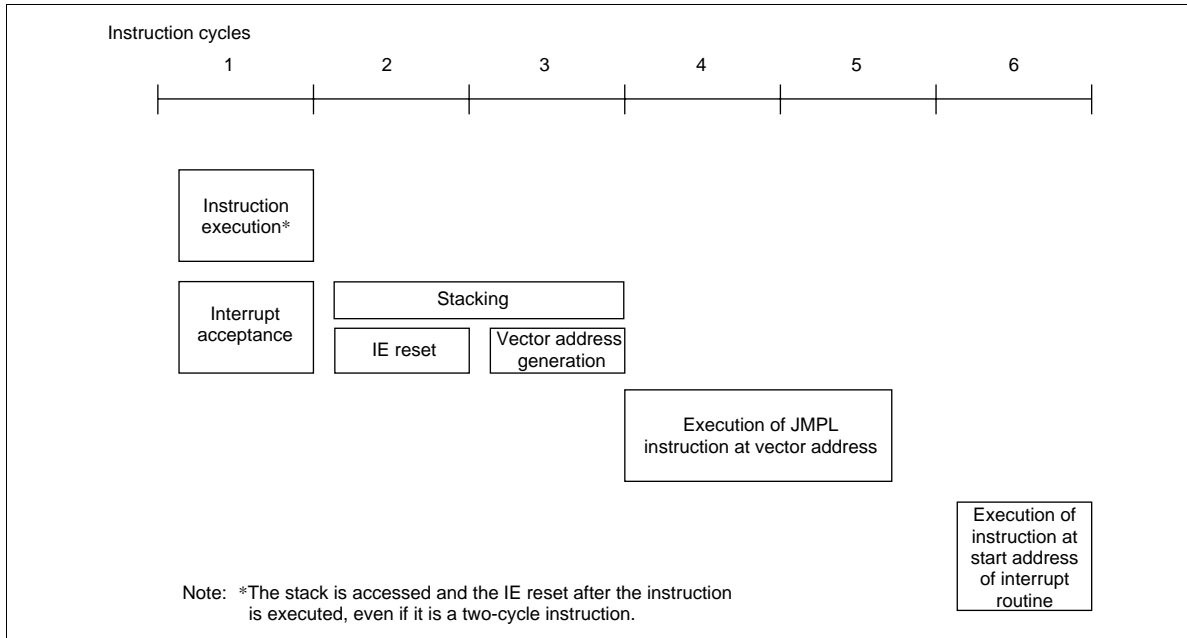 Instruction cycles
1 2 3 4 5 6
Instruction
execution*
Interrupt
acceptance
Stacking
IE reset
Vector address
generation
Execution of JMPL
instruction at vector address
Execution of
instruction at
start address
of interrupt
routine
Note: *The stack is accessed and the IE reset after the instruction
is executed, even if it is a two-cycle instruction.